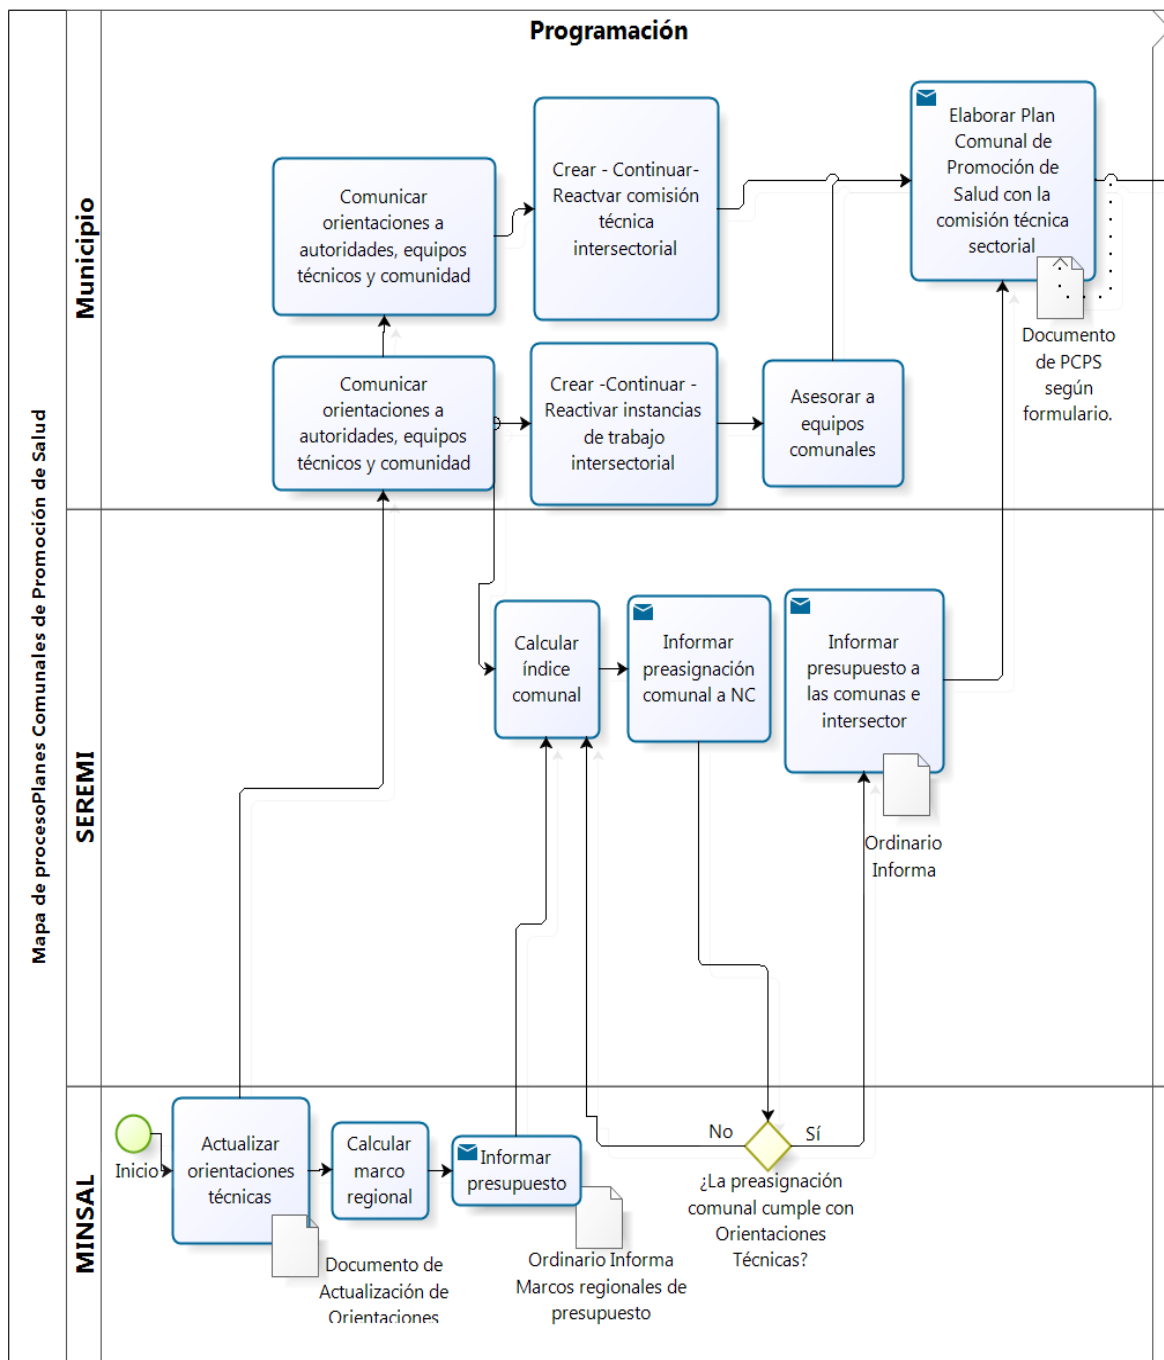 Programación
Mapa de procesoPlanes Comunales de Promoción de Salud
Municipio
Comunicar
orientaciones a
autoridades, equipos
técnicos y comunidad
Crear - Continuar-
Reactvar comisión
técnica
intersectorial
Elaborar Plan
Comunal de
Promoción de
Salud con la
comisión técnica
sectorial
Documento
de PCPS
según
formulario.
Comunicar
orientaciones a
autoridades, equipos
técnicos y comunidad
Crear -Continuar -
Reactivar instancias
de trabajo
intersectorial
Asesorar a
equipos
comunales
SEREMI
Calcular
índice
comunal
Informar
preasignación
comunal a NC
Informar
presupuesto a
las comunas e
intersector
Ordinario
Informa
MINSAL
Inicio
Actualizar
orientaciones
técnicas
Documento de
Actualización de
Orientaciones
Calcular
marco
regional
Informar
presupuesto
Ordinario Informa
Marcos regionales de
presupuesto
No
Sí
¿La preasignación
comunal cumple con
Orientaciones
Técnicas?